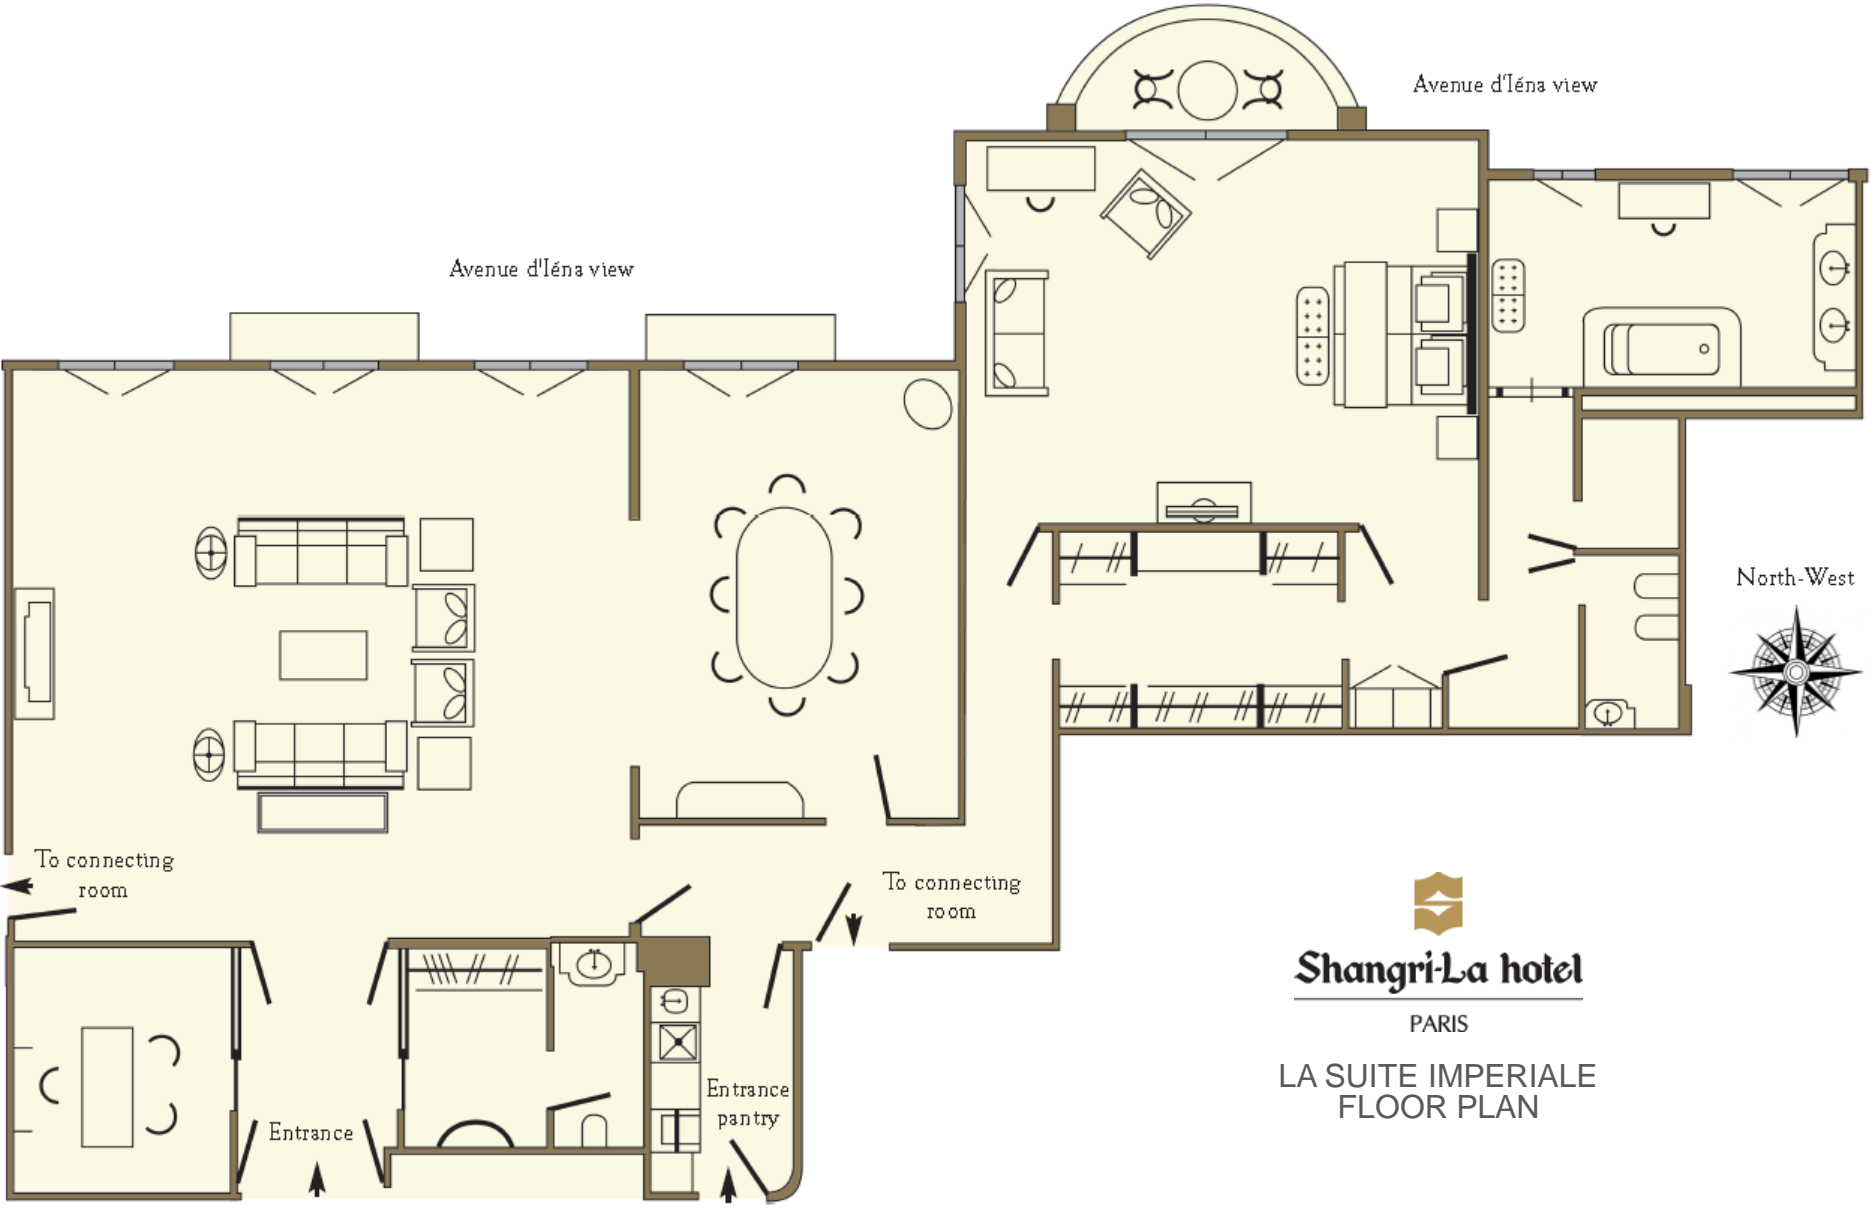 Avenue d'Iéna view
Avenue d'Iéna view
North-West
To connecting
room
To connecting
room
Entrance
Entrance
pantry
Shangri-La hotel
PARIS
LA SUITE IMPERIALE
FLOOR PLAN